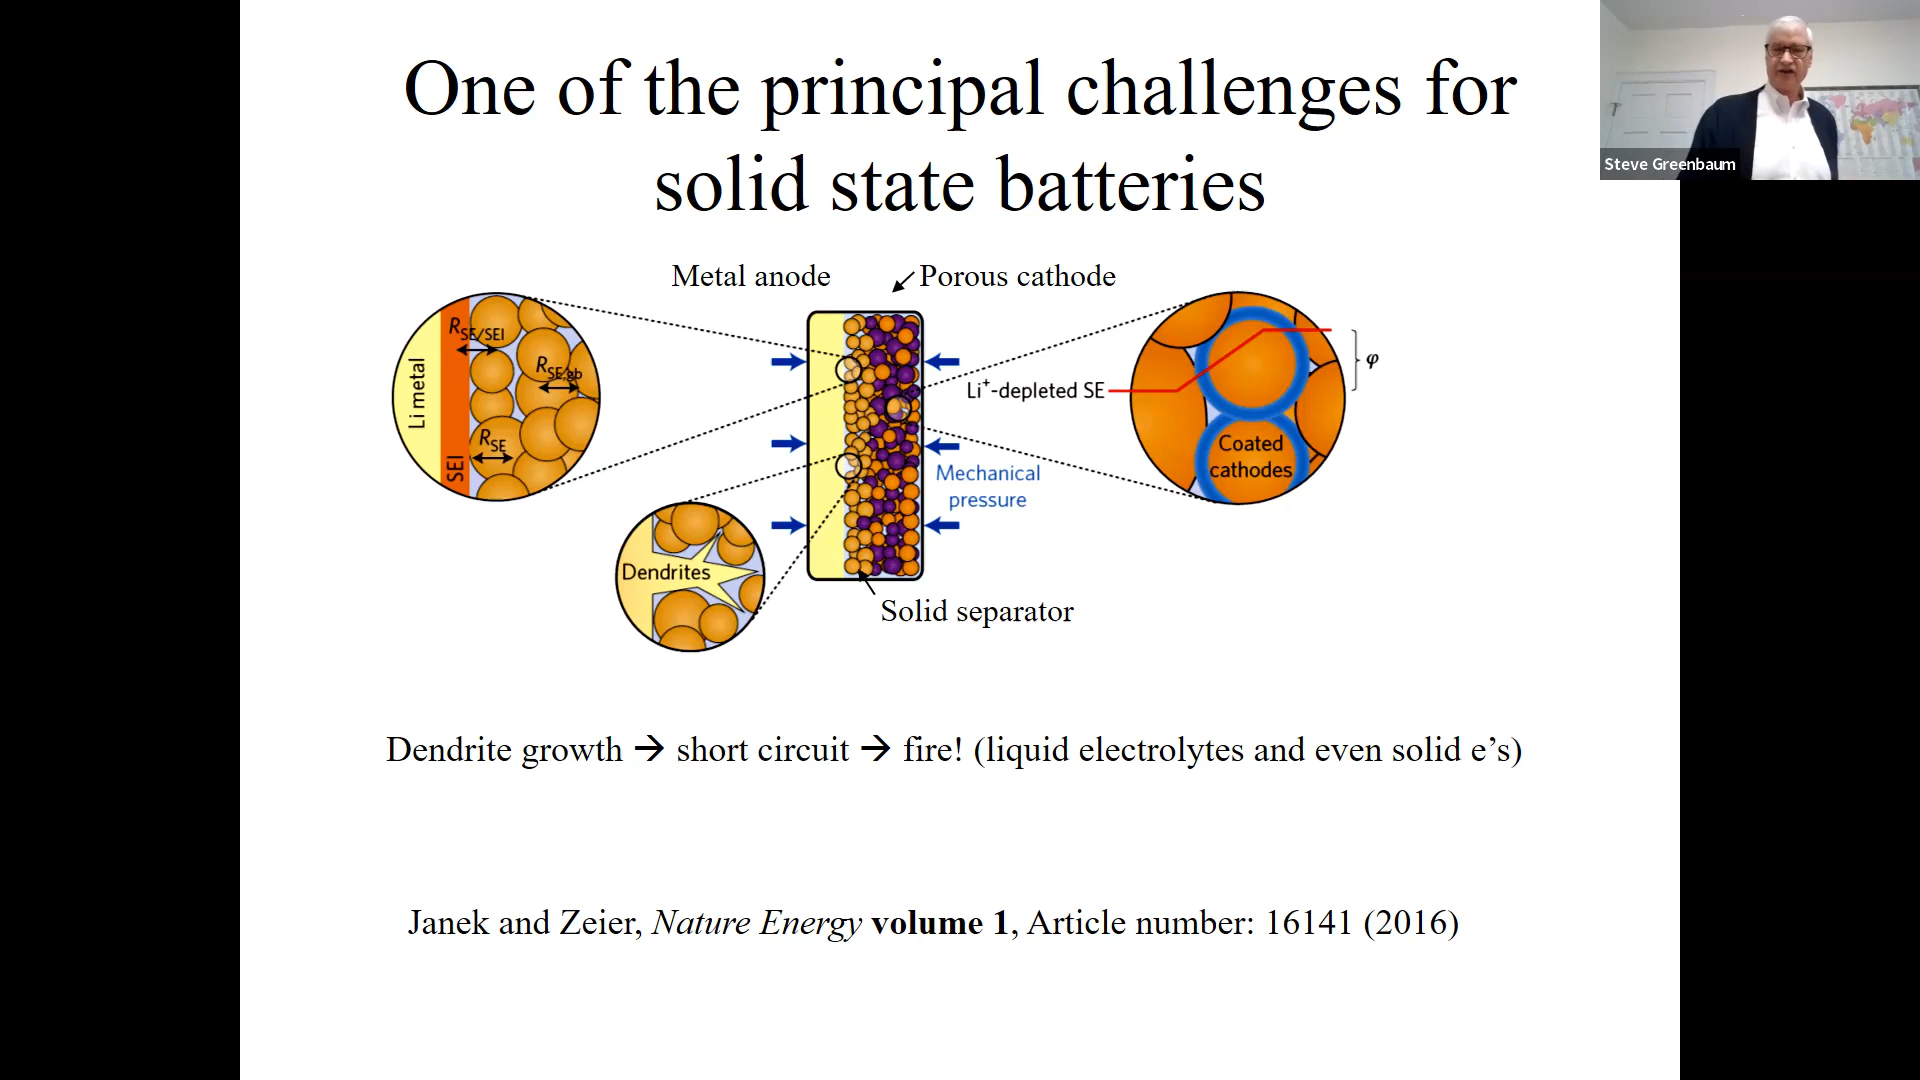 One of the principal challenges for
solid state batteries
Steve Greenbaum
Metal anode
Porous cathode
Li metal
SEI
R_SE/SEI
R_SE,gb
R_SE
Li⁺-depleted SE
φ
Coated
cathodes
Mechanical
pressure
Dendrites
Solid separator
Dendrite growth → short circuit → fire! (liquid electrolytes and even solid e’s)
Janek and Zeier, Nature Energy volume 1, Article number: 16141 (2016)